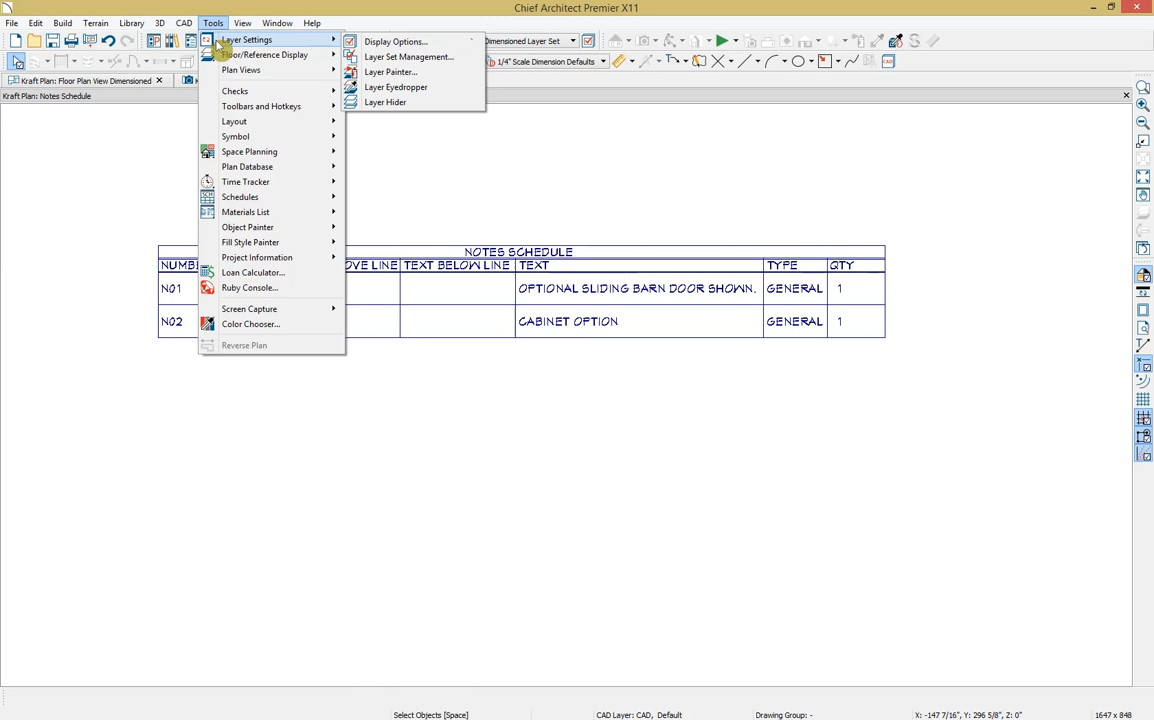 Chief Architect Premier X11
File Edit Build Terrain Library 3D CAD Tools View Window Help
Layer Settings
Floor/Reference Display
Plan Views
Checks
Toolbars and Hotkeys
Layout
Symbol
Space Planning
Plan Database
Time Tracker
Schedules
Materials List
Object Painter
Fill Style Painter
Project Information
Loan Calculator...
Ruby Console...
Screen Capture
Color Chooser...
Reverse Plan
Display Options...
Layer Set Management...
Layer Painter...
Layer Eyedropper
Layer Hider
Dimensioned Layer Set
1/4" Scale Dimension Defaults
Kraft Plan: Floor Plan View Dimensioned
Kraft Plan: Notes Schedule
NOTES SCHEDULE
TEXT BELOW LINE TEXT TYPE QTY
N01 OPTIONAL SLIDING BARN DOOR SHOWN. GENERAL 1
N02 CABINET OPTION GENERAL 1
Select Objects [Space] CAD Layer: CAD, Default Drawing Group: - X: -147 7/16", Y: 296 5/8", Z: 0" 1647 x 848